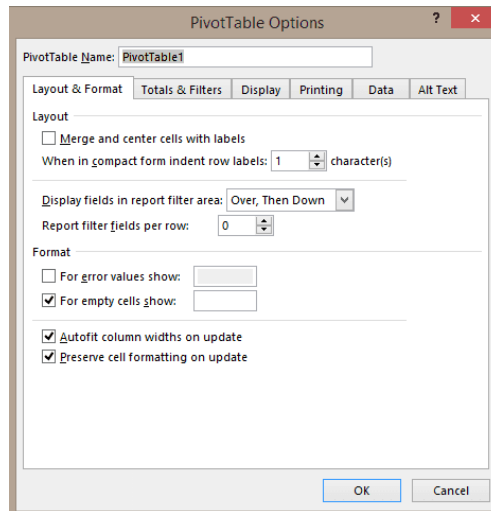 PivotTable Options ? ×
PivotTable Name: PivotTable1
Layout & Format Totals & Filters Display Printing Data Alt Text
Layout
Merge and center cells with labels
When in compact form indent row labels: 1 character(s)
Display fields in report filter area: Over, Then Down
Report filter fields per row: 0
Format
For error values show:
For empty cells show:
Autofit column widths on update
Preserve cell formatting on update
OK Cancel